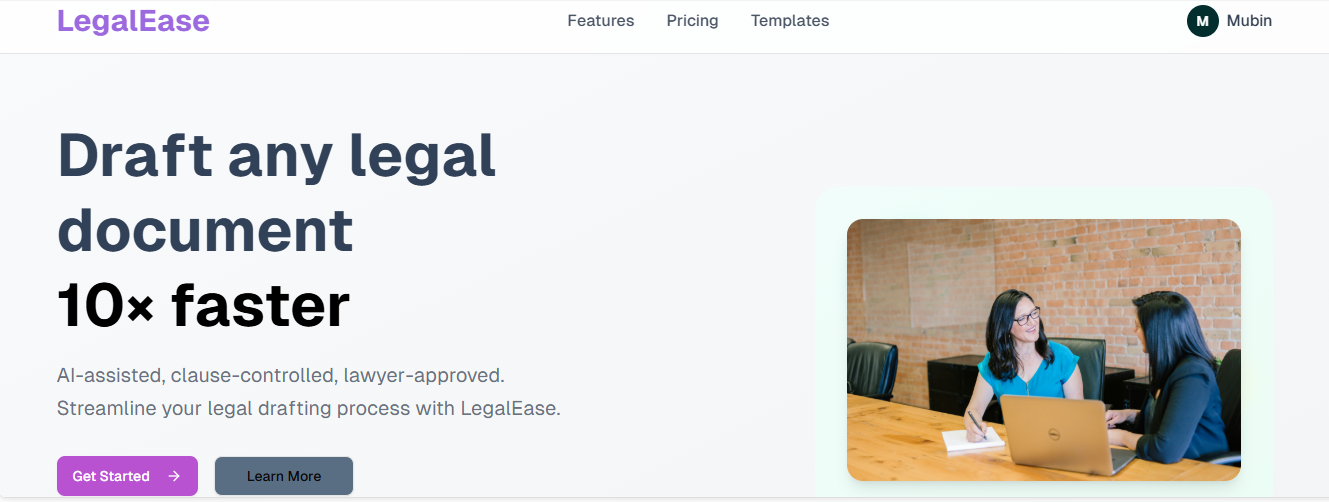 LegalEase
Features
Pricing
Templates
M
Mubin
Draft any legal
document
10× faster
AI-assisted, clause-controlled, lawyer-approved.
Streamline your legal drafting process with LegalEase.
Get Started →
Learn More
DELL